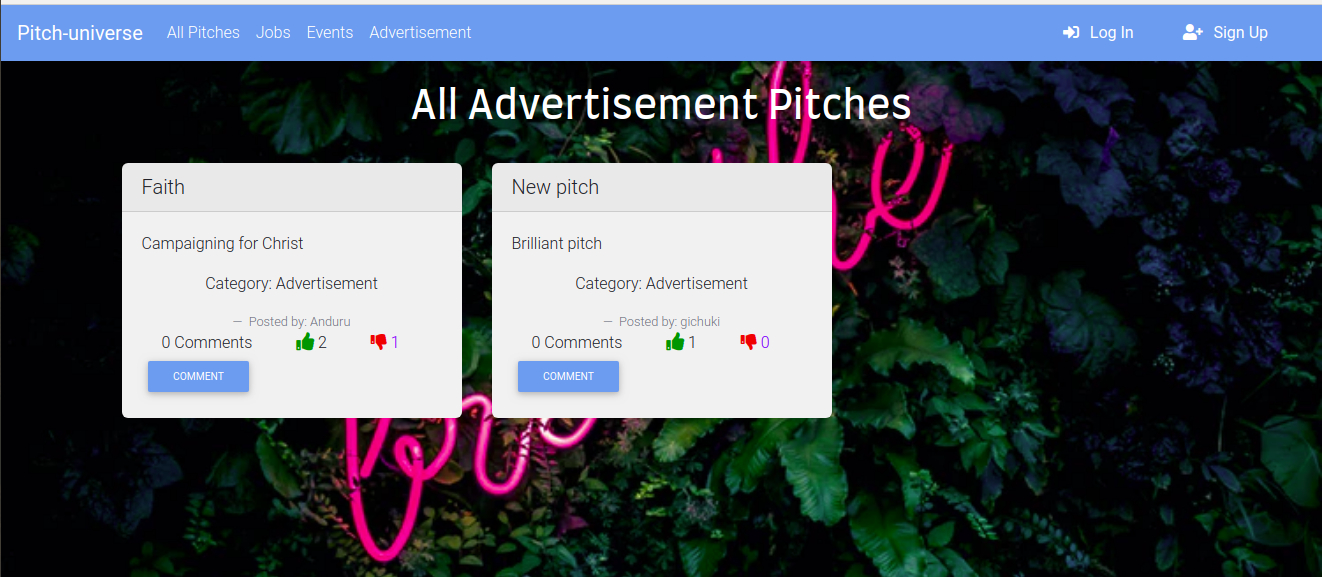 Pitch-universe All Pitches Jobs Events Advertisement Log In Sign Up
All Advertisement Pitches
Faith
Campaigning for Christ
Category: Advertisement
— Posted by: Anduru
0 Comments 2 1
COMMENT
New pitch
Brilliant pitch
Category: Advertisement
— Posted by: gichuki
0 Comments 1 0
COMMENT